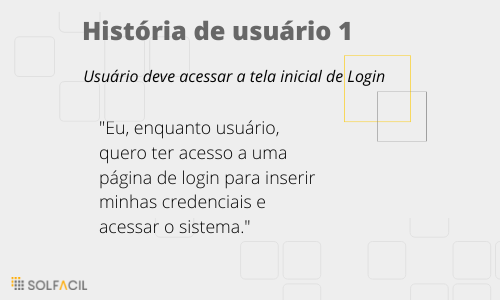 História de usuário 1
Usuário deve acessar a tela inicial de Login
"Eu, enquanto usuário,
quero ter acesso a uma
página de login para inserir
minhas credenciais e
acessar o sistema."
SOLFACIL